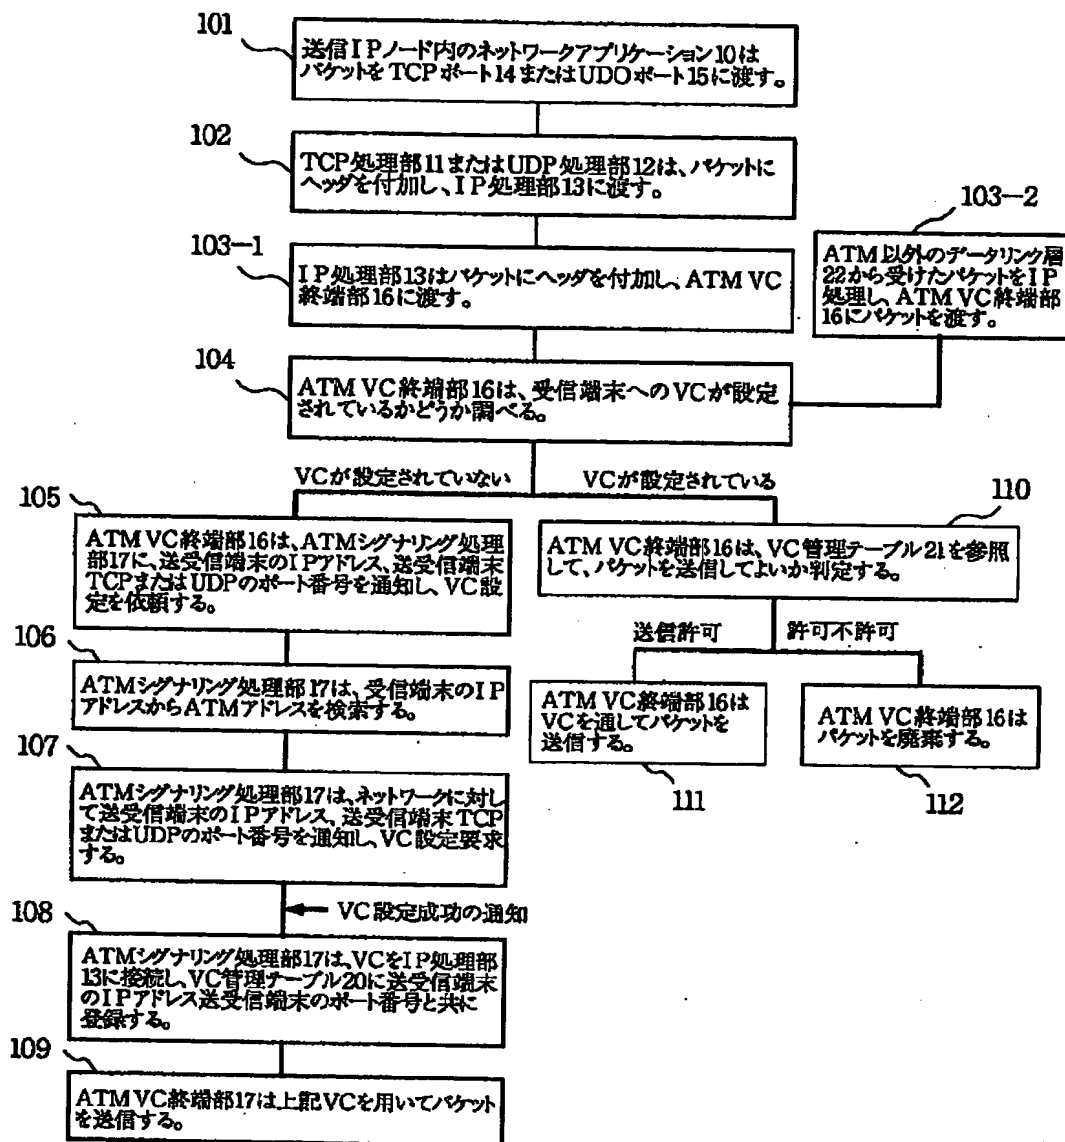 101
送信IPノード内のネットワークアプリケーション10は
パケットをTCPポート14またはUDOポート15に渡す。
102
TCP処理部11またはUDP処理部12は、パケットに
ヘッダを付加し、IP処理部13に渡す。
103-1
IP処理部13はパケットにヘッダを付加し、ATM VC
終端部16に渡す。
103-2
ATM以外のデータリンク層
22から受けたパケットをIP
処理し、ATM VC終端部
16にパケットを渡す。
104
ATM VC終端部16は、受信端末へのVCが設定
されているかどうか調べる。
VCが設定されていない
VCが設定されている
105
ATM VC終端部16は、ATMシグナリング処理
部17に、送受信端末のIPアドレス、送受信端末
TCPまたはUDPのポート番号を通知し、VC設
定を依頼する。
110
ATM VC終端部16は、VC管理テーブル21を参照
して、パケットを送信してよいか判定する。
送信許可
許可不許可
106
ATMシグナリング処理部17は、受信端末のIP
アドレスからATMアドレスを検索する。
ATM VC終端部16は
VCを通してパケットを
送信する。
111
ATM VC終端部16は
パケットを廃棄する。
112
107
ATMシグナリング処理部17は、ネットワークに対し
て送受信端末のIPアドレス、送受信端末TCP
またはUDPのポート番号を通知し、VC設定要求
する。
VC設定成功の通知
108
ATMシグナリング処理部17は、VCをIP処理部
13に接続し、VC管理テーブル20に送受信端末
のIPアドレス送受信端末のポート番号と共に
登録する。
109
ATM VC終端部17は上記VCを用いてパケット
を送信する。